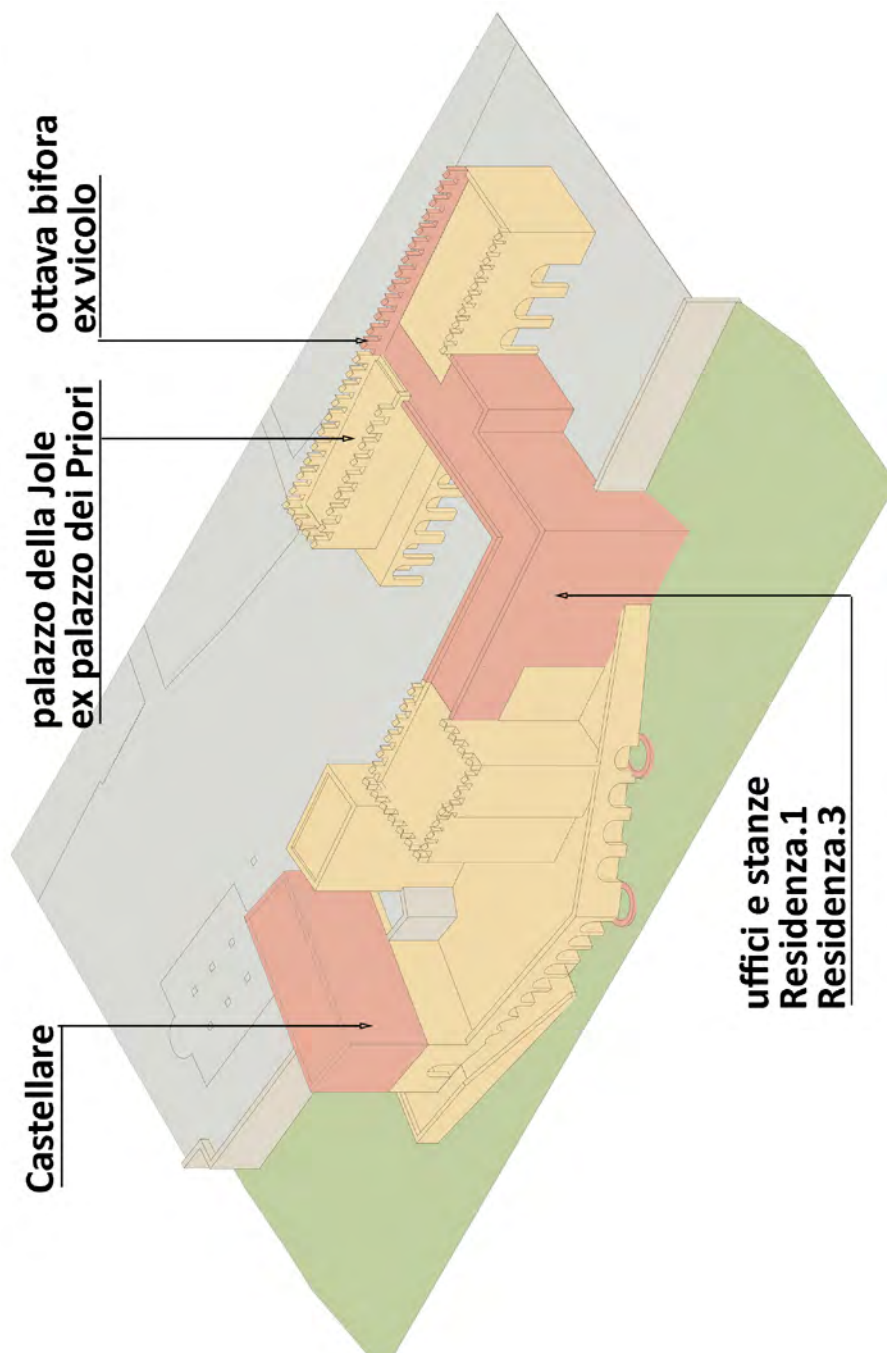 Castellare
palazzo della Jole
ex palazzo dei Priori
ottava bifora
ex vicolo
uffici e stanze
Residenza.1
Residenza.3